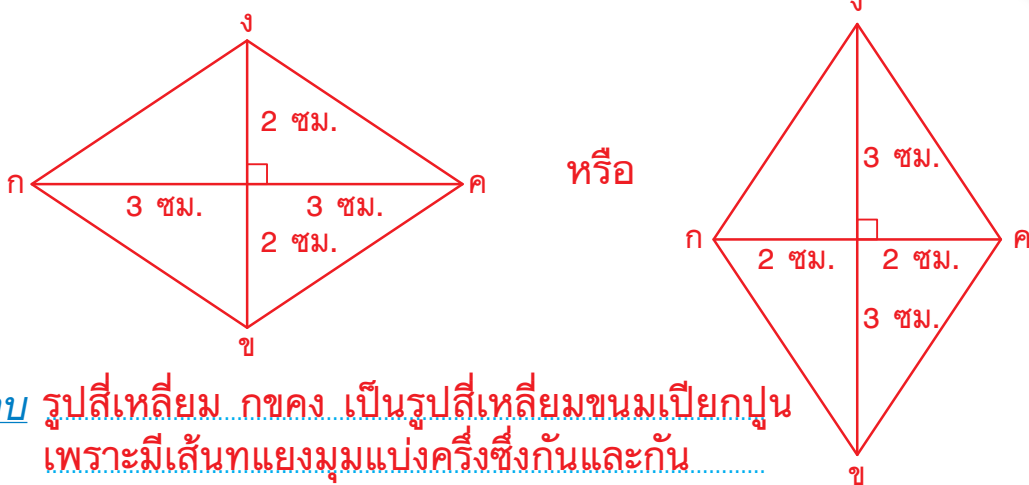 ง
2 ซม.
ก
ค
3 ซม.
3 ซม.
2 ซม.
ข
หรือ
ง
3 ซม.
ก
ค
2 ซม.
2 ซม.
3 ซม.
ข
รูปสี่เหลี่ยม กขคง เป็นรูปสี่เหลี่ยมขนมเปียกปูน
เพราะมีเส้นทแยงมุมแบ่งครึ่งซึ่งกันและกัน